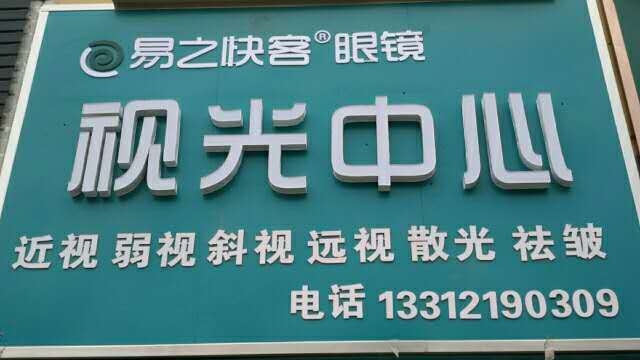 易之快客®眼镜
视光中心
近视 弱视 斜视 远视 散光 祛皱
电话 13312190309